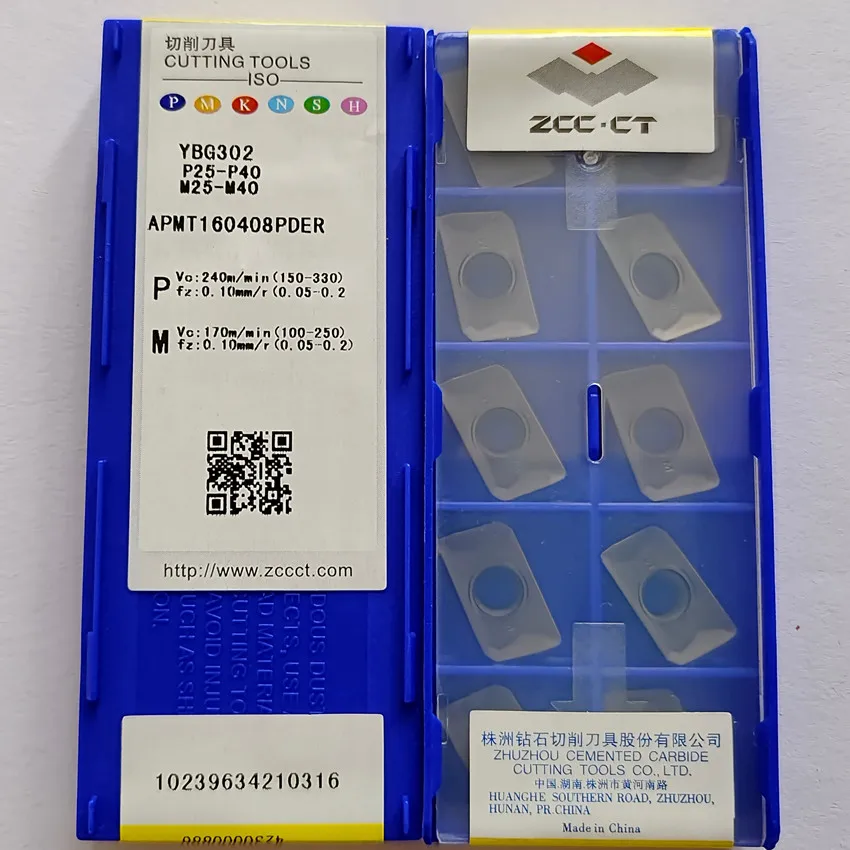 切削刀具
CUTTING TOOLS
ISO
P M K N S H
YBG302
P25-P40
M25-M40
APMT160408PDER
P Vc:240m/min(150-330)
fz:0.10mm/r(0.05-0.2
M Vc:170m/min(100-250)
fz:0.10mm/r(0.05-0.2)
http://www.zccct.com
10239634210316
ZCC·CT
株洲钻石切削刀具股份有限公司
ZHUZHOU CEMENTED CARBIDE
CUTTING TOOLS CO., LTD.
中国.湖南.株洲市黄河南路
HUANGHE SOUTHERN ROAD, ZHUZHOU,
HUNAN, PR.CHINA
Made in China